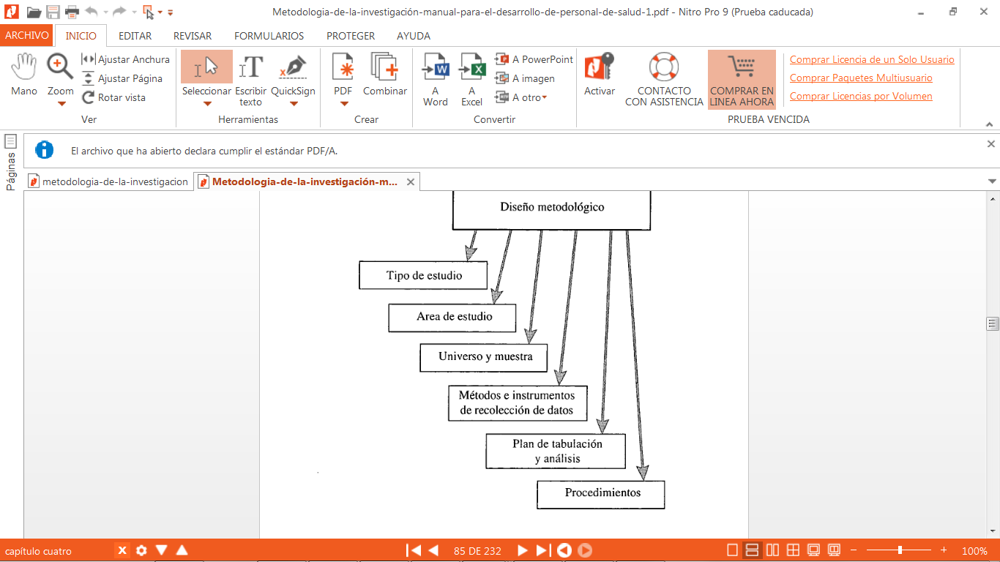 Metodologia-de-la-investigación-manual-para-el-desarrollo-de-personal-de-salud-1.pdf - Nitro Pro 9 (Prueba caducada)
ARCHIVO INICIO EDITAR REVISAR FORMULARIOS PROTEGER AYUDA
Mano
Zoom
Ajustar Anchura
Ajustar Página
Rotar vista
Ver
Seleccionar
Escribir
texto
QuickSign
Herramientas
PDF
Combinar
Crear
A
Word
A
Excel
A PowerPoint
A imagen
A otro
Convertir
Activar
CONTACTO
CON ASISTENCIA
COMPRAR EN
LINEA AHORA
Comprar Licencia de un Solo Usuario
Comprar Paquetes Multiusuario
Comprar Licencias por Volumen
PRUEBA VENCIDA
Páginas
El archivo que ha abierto declara cumplir el estándar PDF/A.
metodologia-de-la-investigacion
Metodologia-de-la-investigación-m...
Diseño metodológico
Tipo de estudio
Area de estudio
Universo y muestra
Métodos e instrumentos
de recolección de datos
Plan de tabulación
y análisis
Procedimientos
capítulo cuatro
85 DE 232
100%